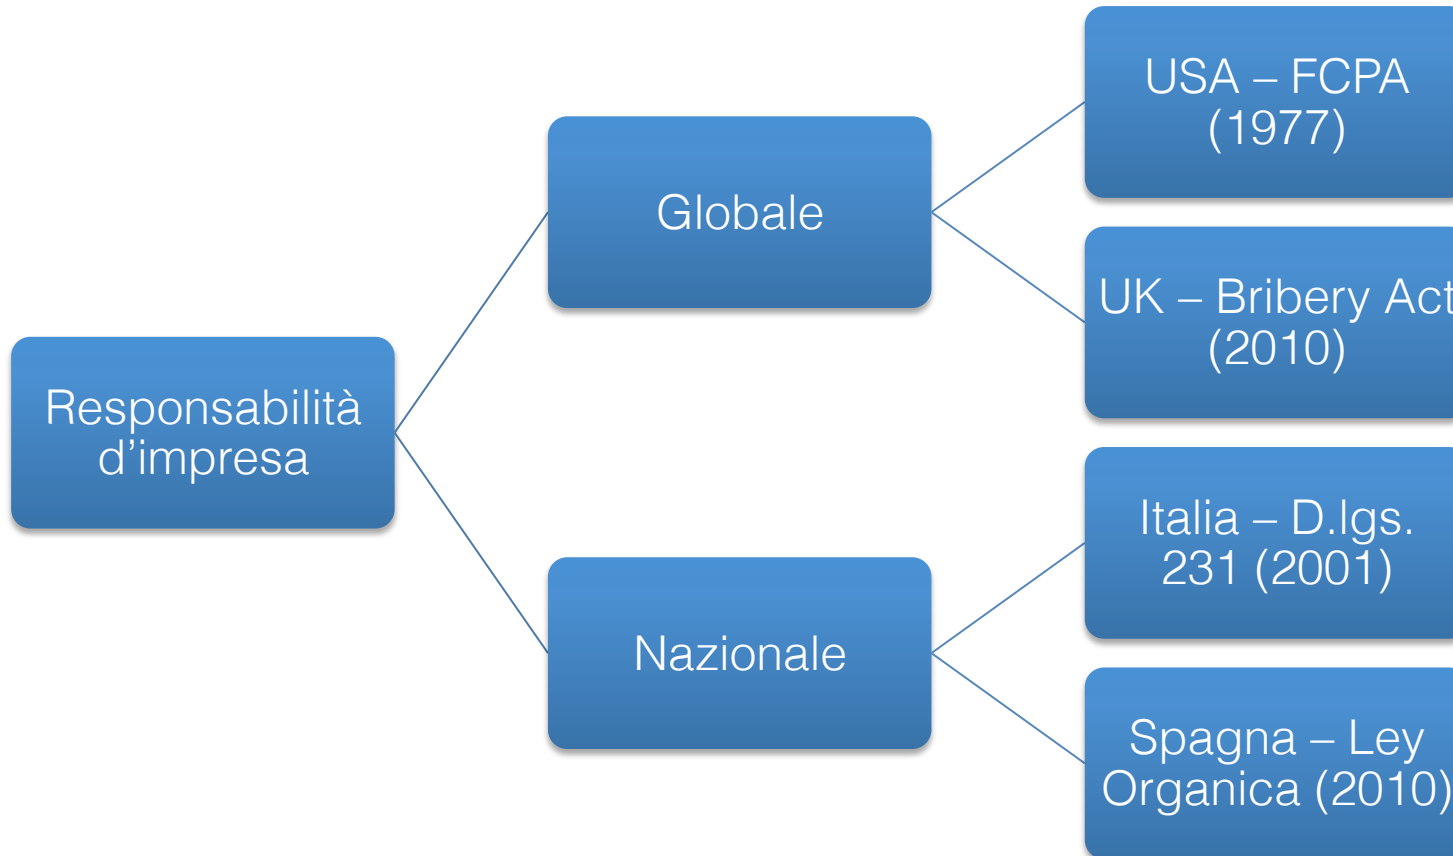 Responsabilità
d’impresa
Globale
USA – FCPA
(1977)
UK – Bribery Act
(2010)
Nazionale
Italia – D.lgs.
231 (2001)
Spagna – Ley
Organica (2010)